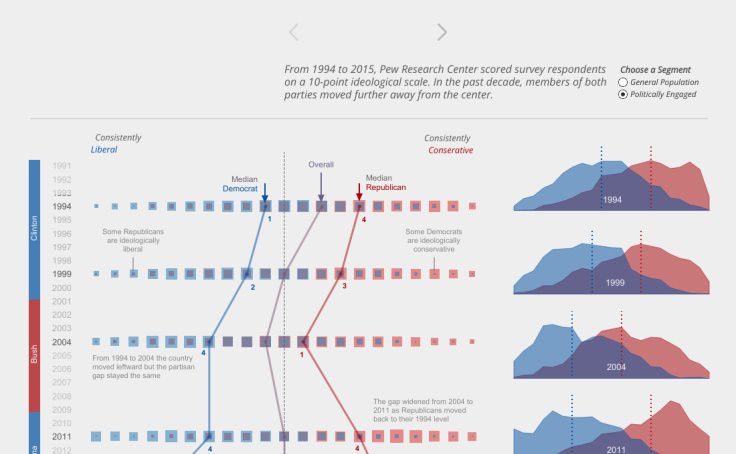 From 1994 to 2015, Pew Research Center scored survey respondents
on a 10-point ideological scale. In the past decade, members of both
parties moved further away from the center.
Choose a Segment
General Population
Politically Engaged
Consistently
Liberal
Consistently
Conserative
Median
Democrat
Overall
Median
Republican
Clinton
Bush
1991
1992
1993
1994
1995
1996
1997
1998
1999
2000
2001
2002
2003
2004
2005
2006
2007
2008
2009
2010
2011
2012
1
4
Some Republicans
are ideologically
liberal
Some Democrats
are ideologically
conservative
2
3
4
1
From 1994 to 2004 the country
moved leftward but the partisan
gap stayed the same
The gap widened from 2004 to
2011 as Republicans moved
back to their 1994 level
4
4
1994
1999
2004
2011